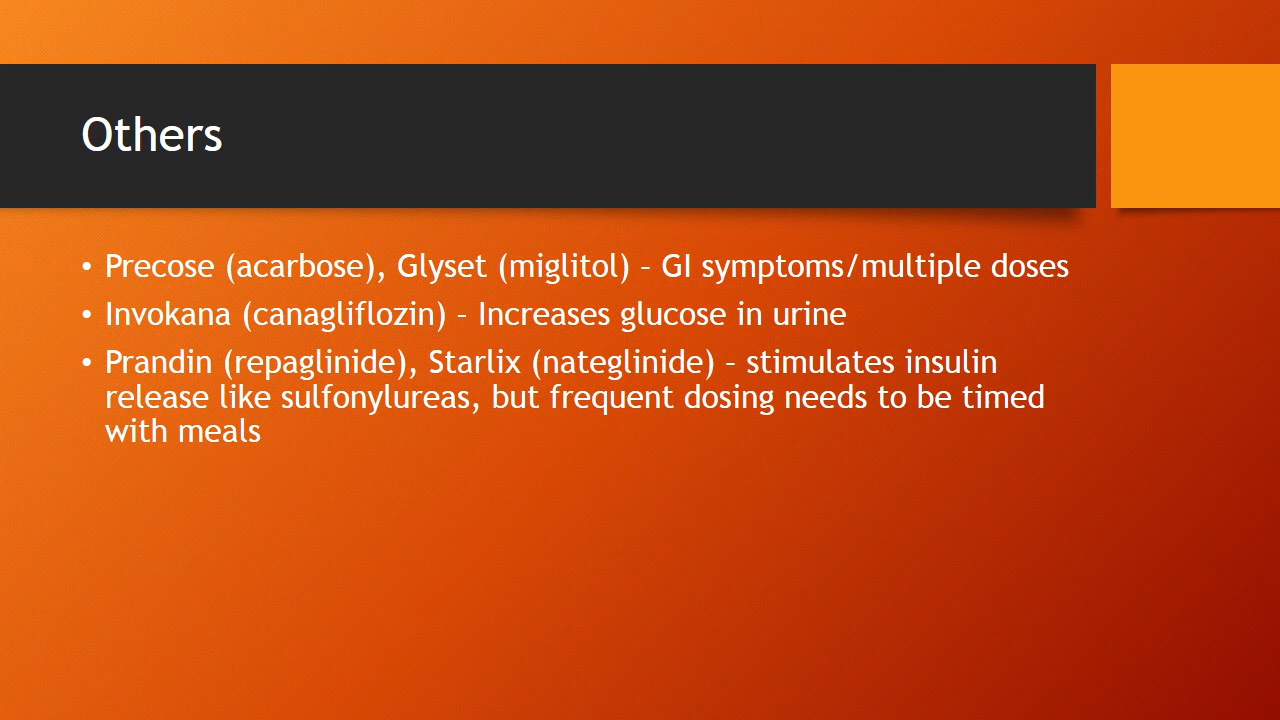 Others
• Precose (acarbose), Glyset (miglitol) – GI symptoms/multiple doses
• Invokana (canagliflozin) – Increases glucose in urine
• Prandin (repaglinide), Starlix (nateglinide) – stimulates insulin
release like sulfonylureas, but frequent dosing needs to be timed
with meals